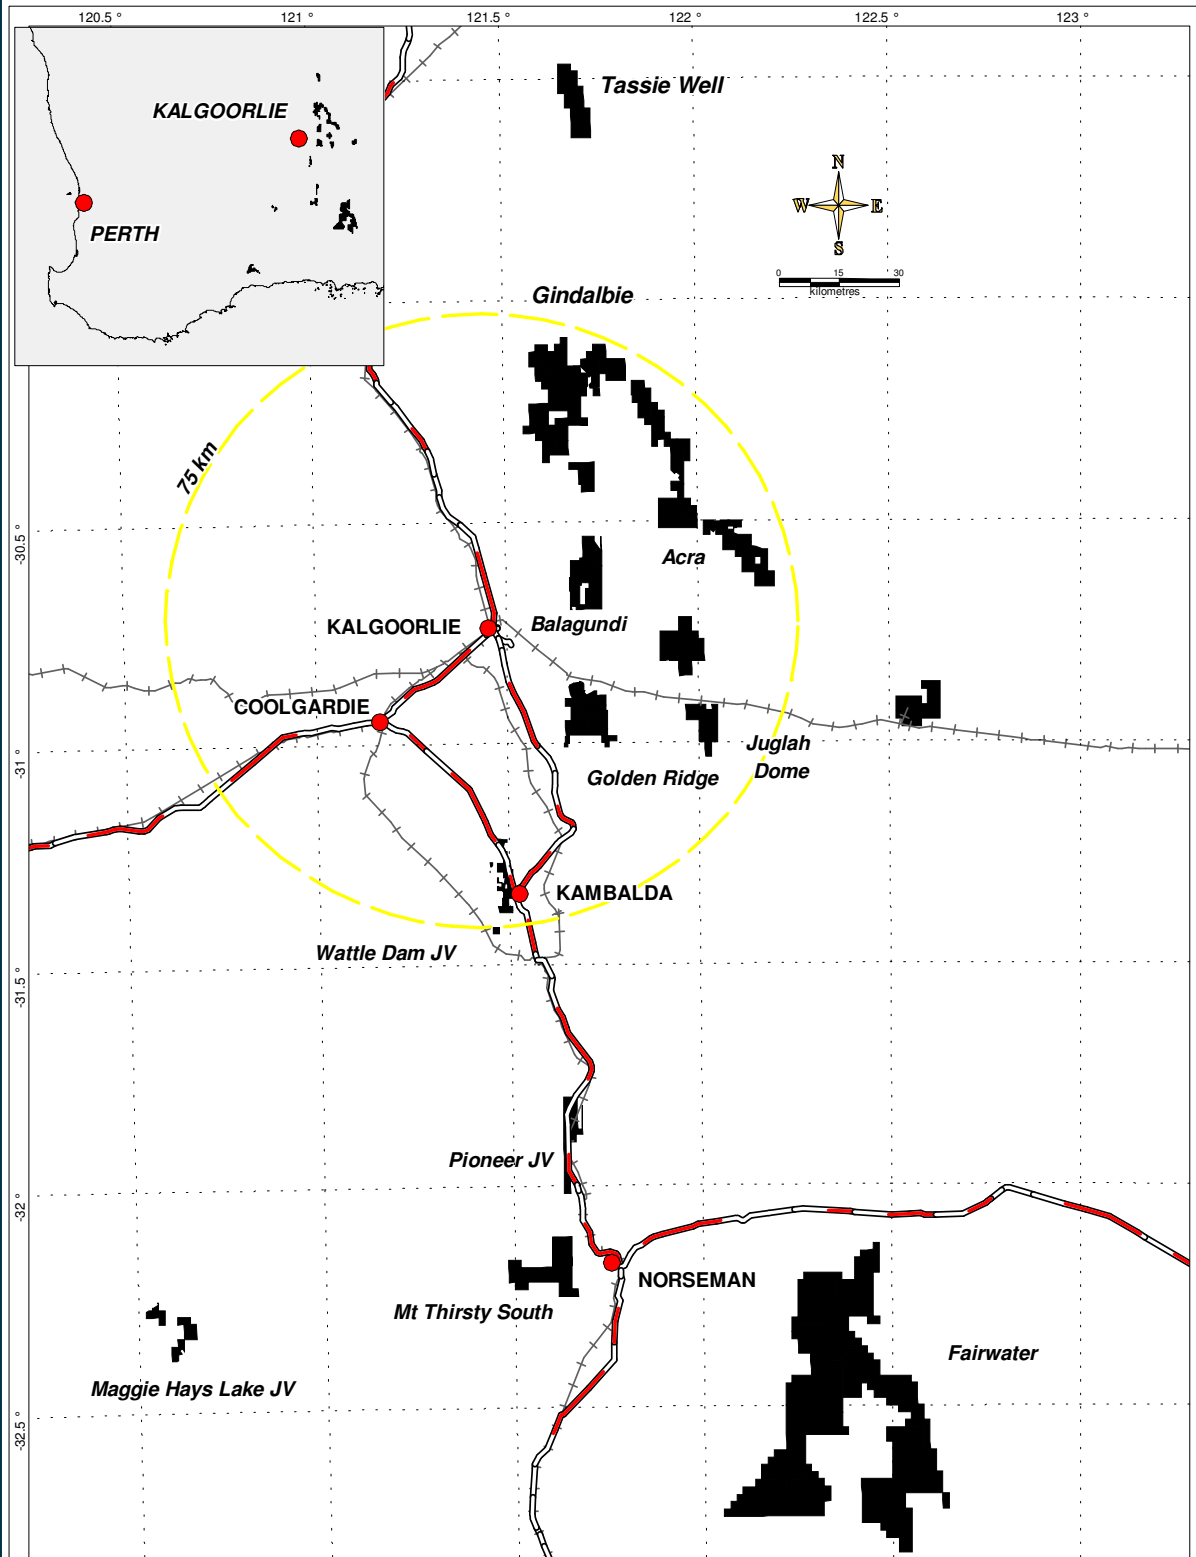 120.5 °
121 °
121.5 °
122 °
122.5 °
123 °
KALGOORLIE
PERTH
Tassie Well
N
W
E
S
0
15
30
kilometres
Gindalbie
75 km
-30.5 °
Acra
KALGOORLIE
Balagundi
COOLGARDIE
-31 °
Juglah
Dome
Golden Ridge
KAMBALDA
Wattle Dam JV
-31.5 °
Pioneer JV
-32 °
NORSEMAN
Mt Thirsty South
Fairwater
Maggie Hays Lake JV
-32.5 °